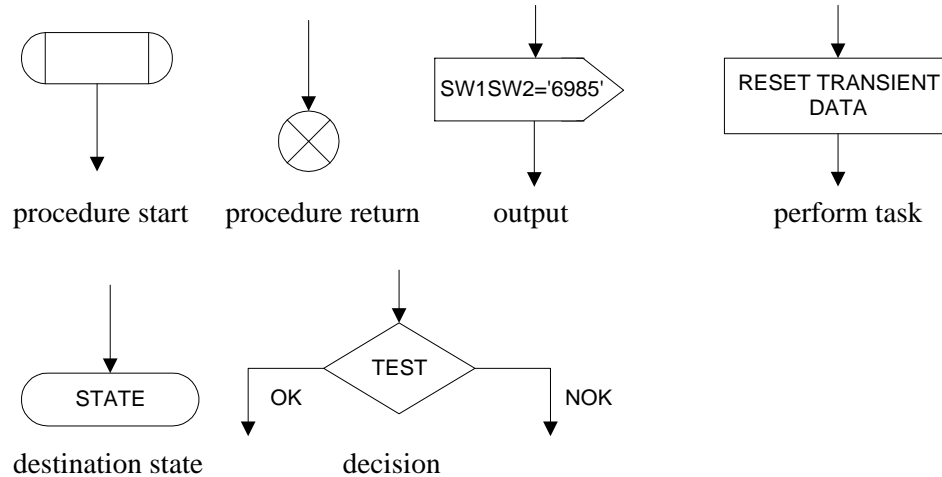 SW1SW2='6985'
RESET TRANSIENT
DATA
procedure start
procedure return
output
perform task
STATE
TEST
OK
NOK
destination state
decision